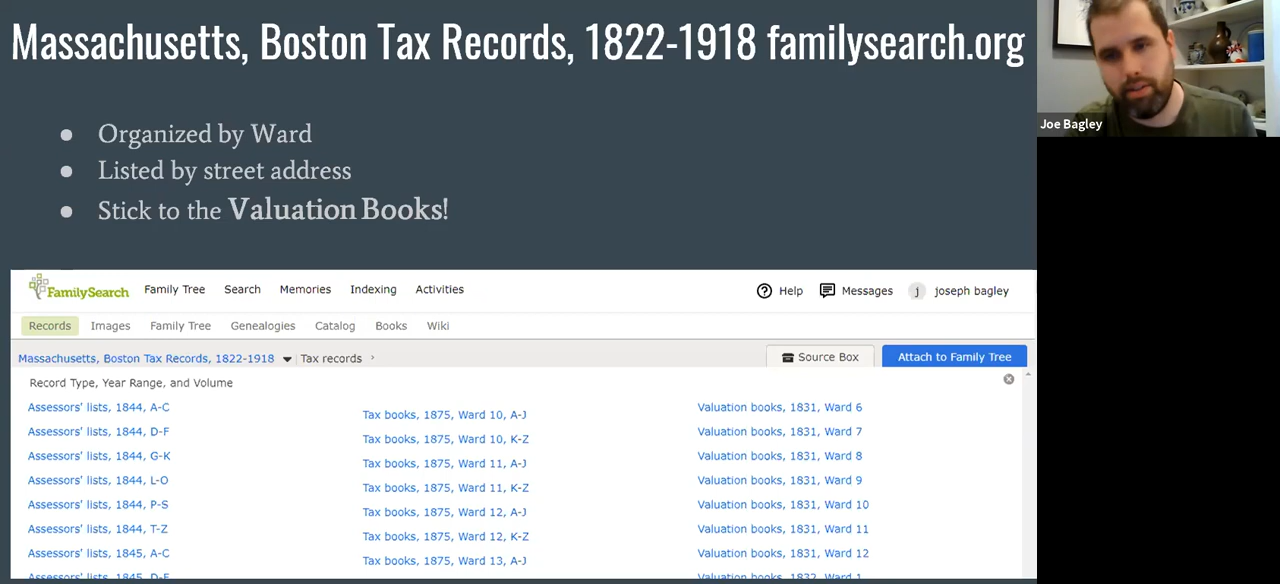 Massachusetts, Boston Tax Records, 1822-1918 familysearch.org
Joe Bagley
● Organized by Ward
● Listed by street address
● Stick to the Valuation Books!
FamilySearch Family Tree Search Memories Indexing Activities Help Messages j joseph bagley
Records Images Family Tree Genealogies Catalog Books Wiki
Massachusetts, Boston Tax Records, 1822-1918 Tax records › Source Box Attach to Family Tree
Record Type, Year Range, and Volume
Assessors' lists, 1844, A-C
Assessors' lists, 1844, D-F
Assessors' lists, 1844, G-K
Assessors' lists, 1844, L-O
Assessors' lists, 1844, P-S
Assessors' lists, 1844, T-Z
Assessors' lists, 1845, A-C
Assessors' lists, 1845, D-F
Tax books, 1875, Ward 10, A-J
Tax books, 1875, Ward 10, K-Z
Tax books, 1875, Ward 11, A-J
Tax books, 1875, Ward 11, K-Z
Tax books, 1875, Ward 12, A-J
Tax books, 1875, Ward 12, K-Z
Tax books, 1875, Ward 13, A-J
Valuation books, 1831, Ward 6
Valuation books, 1831, Ward 7
Valuation books, 1831, Ward 8
Valuation books, 1831, Ward 9
Valuation books, 1831, Ward 10
Valuation books, 1831, Ward 11
Valuation books, 1831, Ward 12
Valuation books, 1832, Ward 1